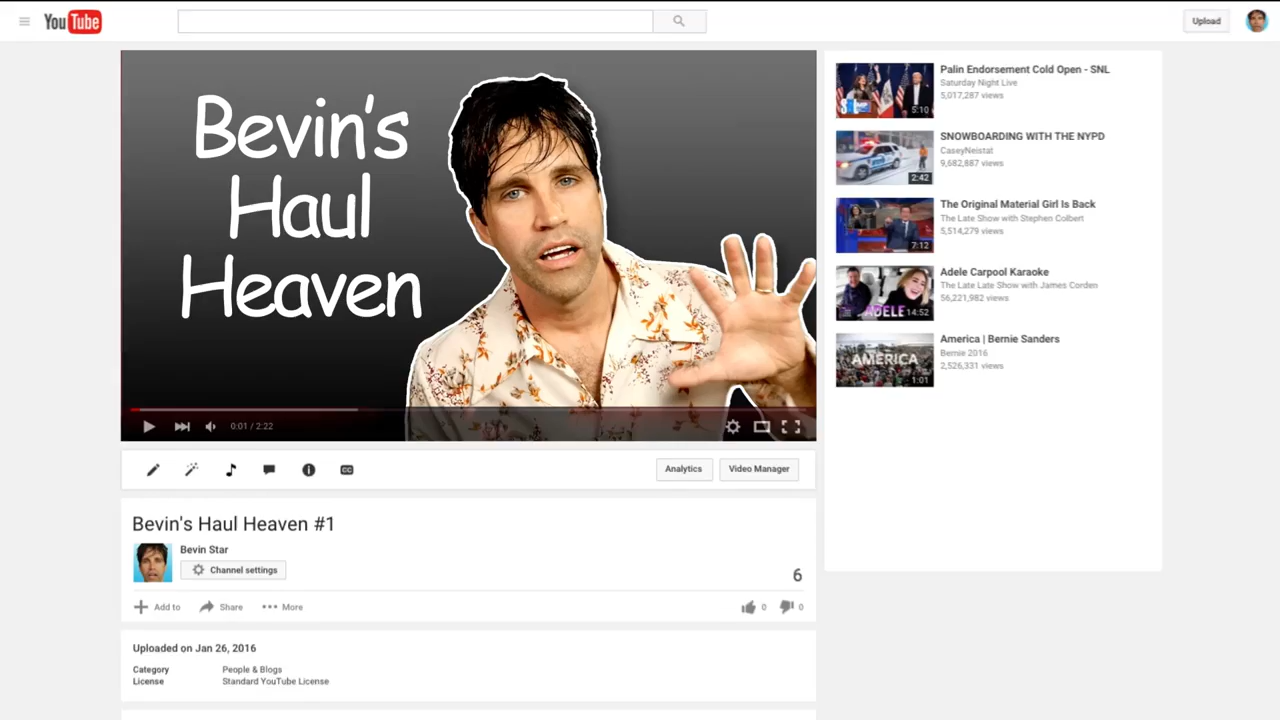 YouTube
Upload
Bevin's
Haul
Heaven
0:01 / 2:22
Analytics
Video Manager
Bevin's Haul Heaven #1
Bevin Star
Channel settings
6
Add to
Share
More
0
0
Uploaded on Jan 26, 2016
Category People & Blogs
License Standard YouTube License
5:10
Palin Endorsement Cold Open - SNL
Saturday Night Live
5,017,287 views
2:42
SNOWBOARDING WITH THE NYPD
CaseyNeistat
9,682,887 views
7:12
The Original Material Girl Is Back
The Late Show with Stephen Colbert
5,514,279 views
ADELE 14:52
Adele Carpool Karaoke
The Late Late Show with James Corden
56,221,982 views
AMERICA
1:01
America | Bernie Sanders
Bernie 2016
2,526,331 views